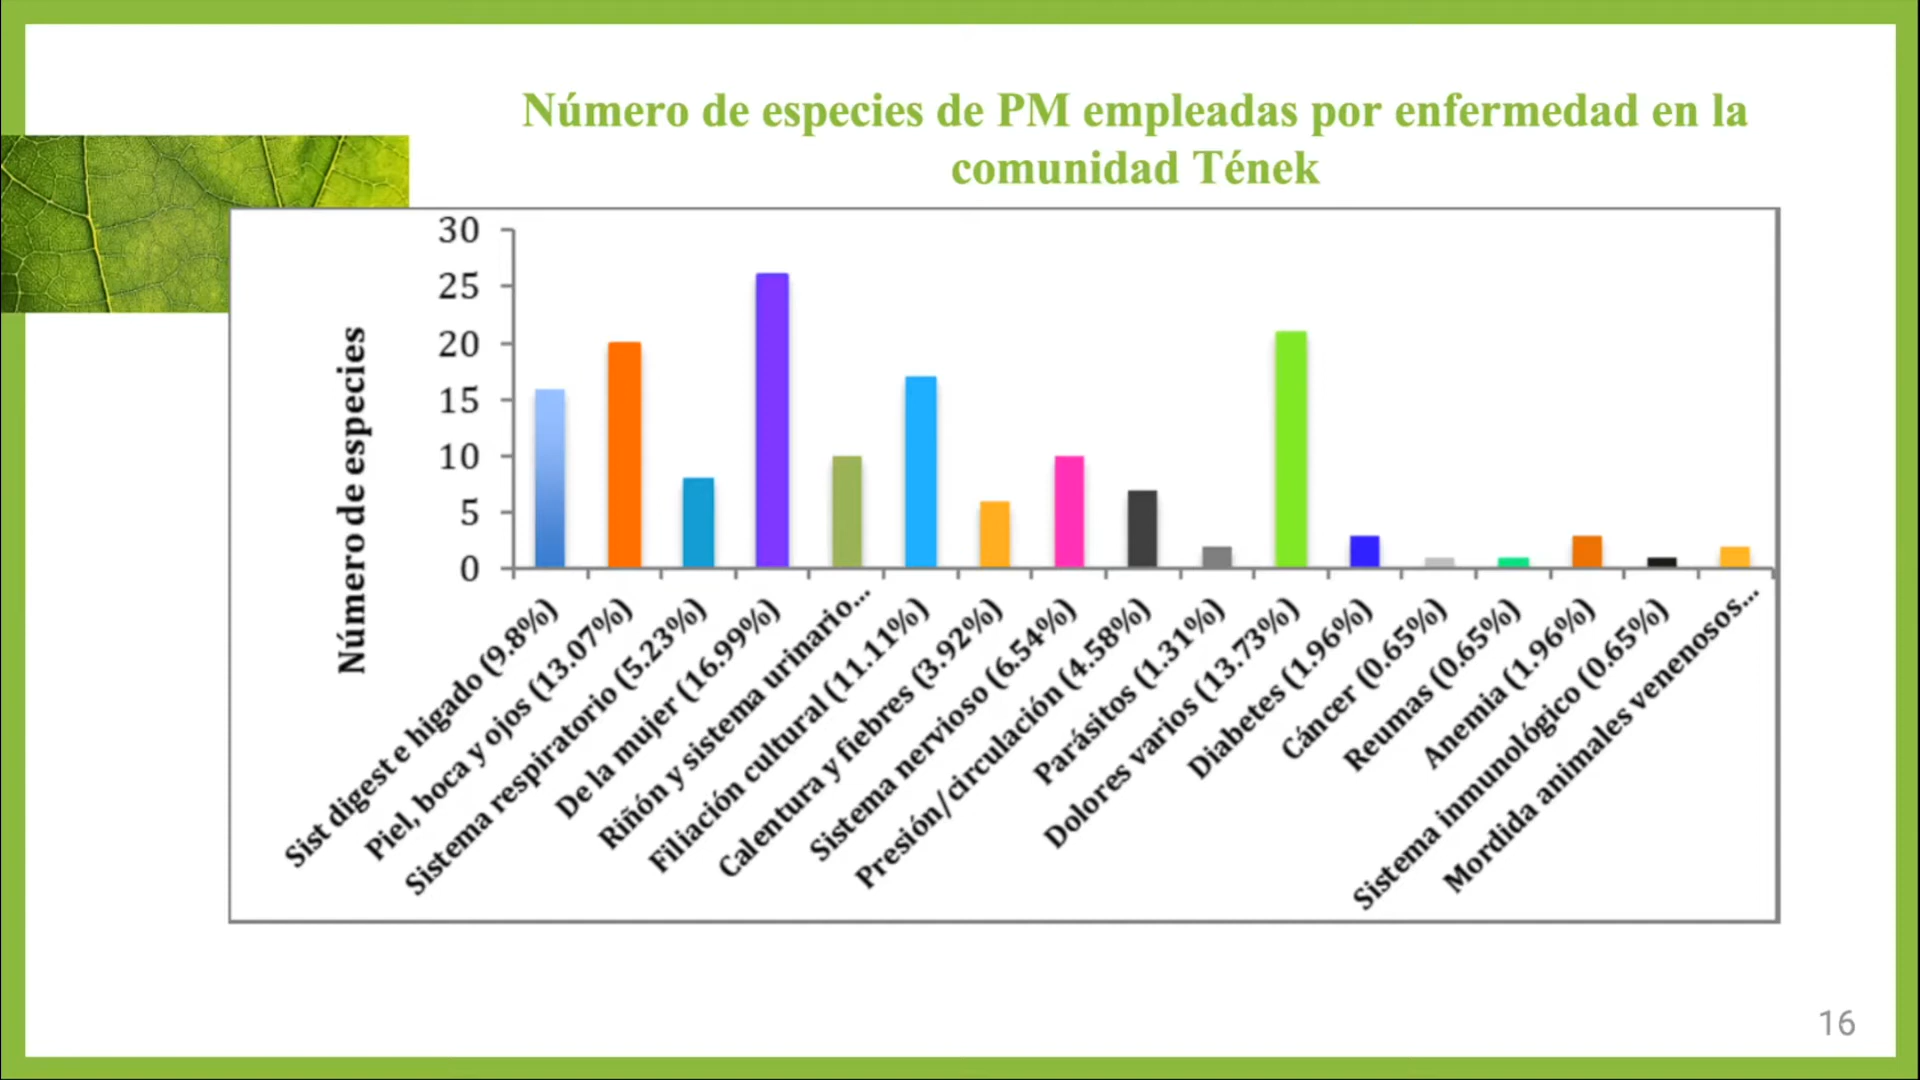 Número de especies de PM empleadas por enfermedad en la
comunidad Tének
Número de especies
30
25
20
15
10
5
0
Sist digest e higado (9.8%)
Piel, boca y ojos (13.07%)
Sistema respiratorio (5.23%)
De la mujer (16.99%)
Riñón y sistema urinario...
Filiación cultural (11.11%)
Calentura y fiebres (3.92%)
Sistema nervioso (6.54%)
Presión/circulación (4.58%)
Parásitos (1.31%)
Dolores varios (13.73%)
Diabetes (1.96%)
Cáncer (0.65%)
Reumas (0.65%)
Anemia (1.96%)
Sistema inmunológico (0.65%)
Mordida animales venenosos...
16